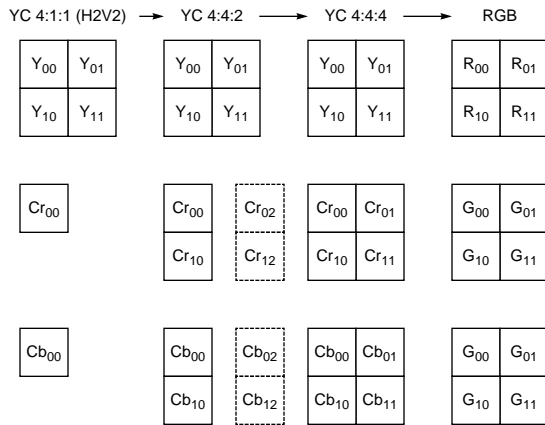 YC 4:1:1 (H2V2) → YC 4:4:2 → YC 4:4:4 → RGB
Y00 Y01 Y00 Y01 Y00 Y01 R00 R01
Y10 Y11 Y10 Y11 Y10 Y11 R10 R11
Cr00 Cr00 Cr02 Cr00 Cr01 G00 G01
Cr10 Cr12 Cr10 Cr11 G10 G11
Cb00 Cb00 Cb02 Cb00 Cb01 G00 G01
Cb10 Cb12 Cb10 Cb11 G10 G11